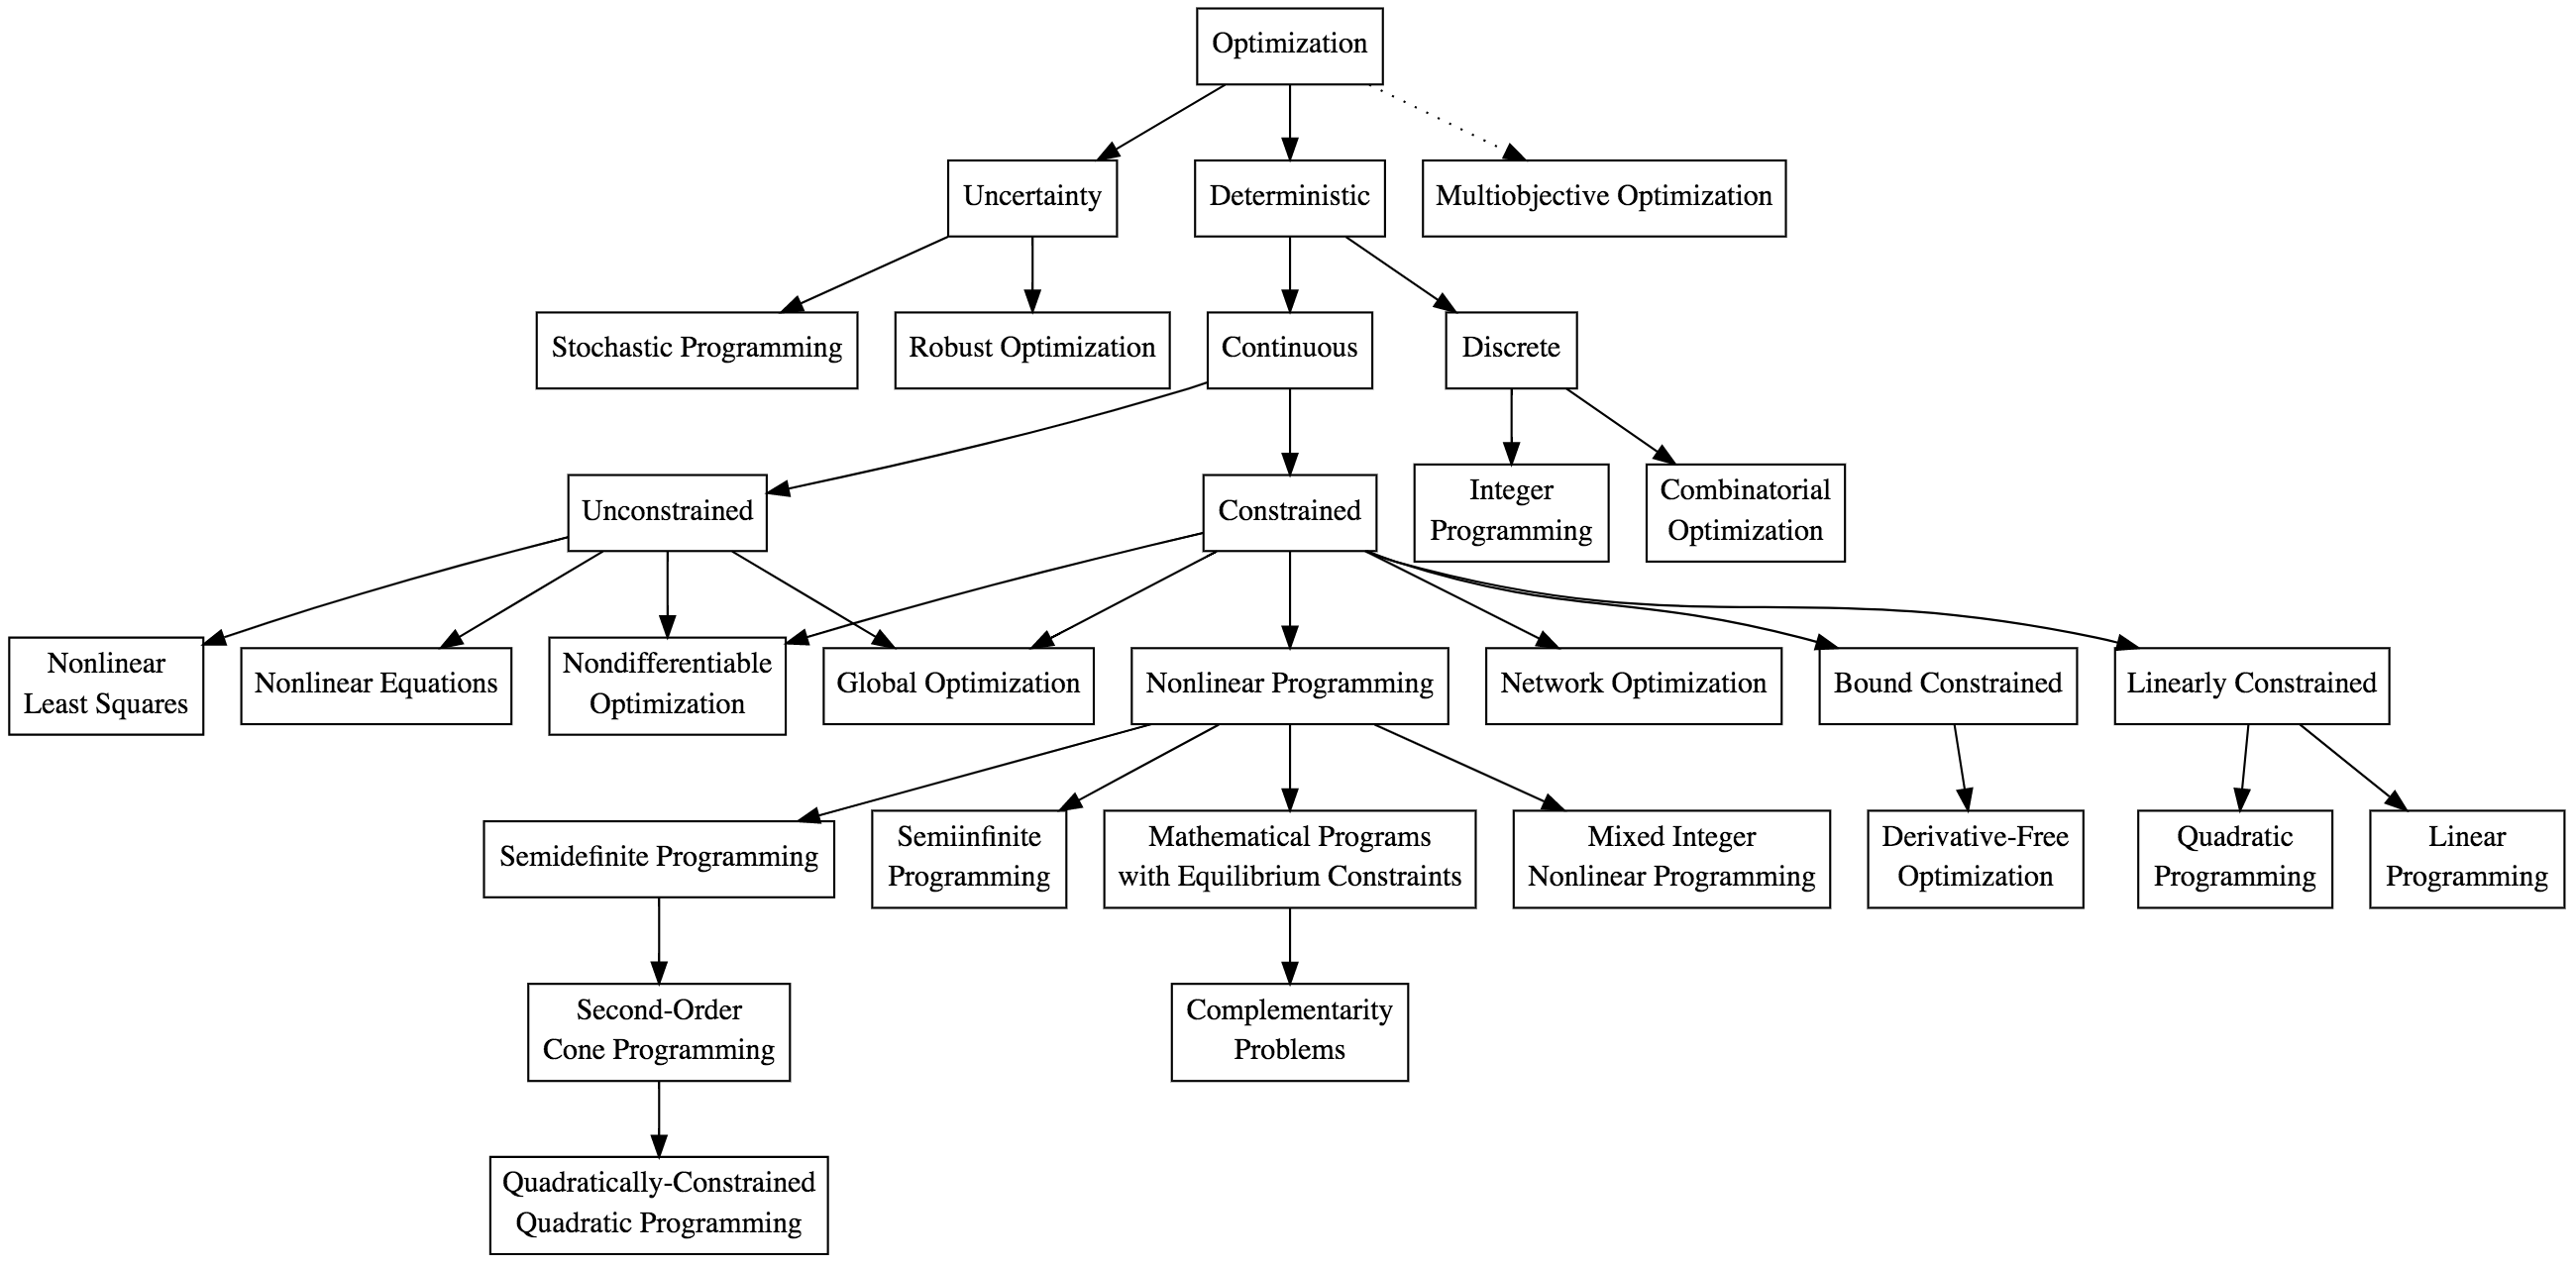 Optimization
Uncertainty
Deterministic
Multiobjective Optimization
Stochastic Programming
Robust Optimization
Continuous
Discrete
Unconstrained
Constrained
Integer
Programming
Combinatorial
Optimization
Nonlinear
Least Squares
Nonlinear Equations
Nondifferentiable
Optimization
Global Optimization
Nonlinear Programming
Network Optimization
Bound Constrained
Linearly Constrained
Semidefinite Programming
Semiinfinite
Programming
Mathematical Programs
with Equilibrium Constraints
Mixed Integer
Nonlinear Programming
Derivative-Free
Optimization
Quadratic
Programming
Linear
Programming
Second-Order
Cone Programming
Complementarity
Problems
Quadratically-Constrained
Quadratic Programming